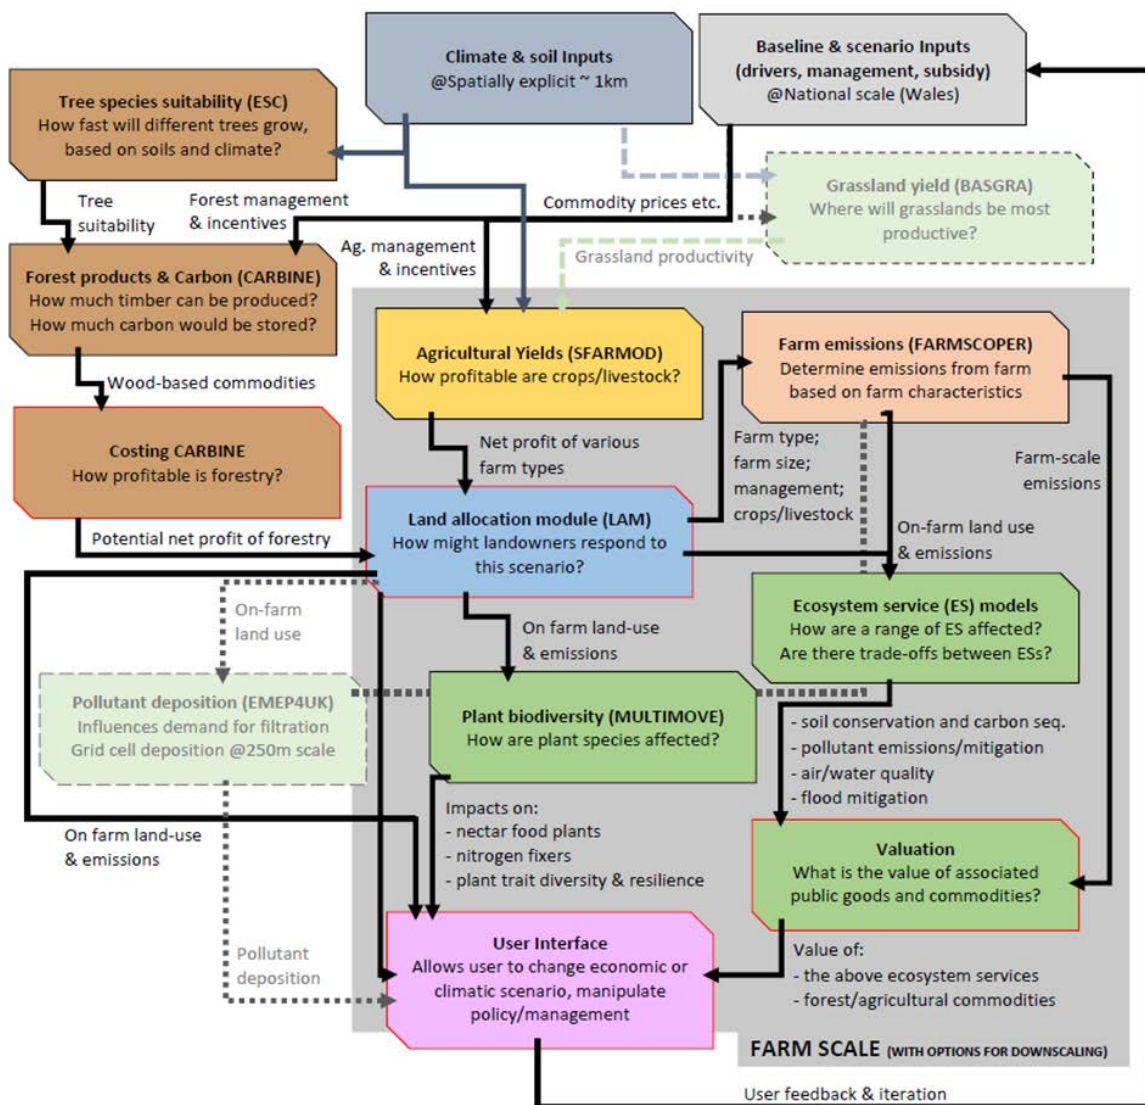 Climate & soil Inputs
@Spatially explicit ~ 1km
Baseline & scenario Inputs
(drivers, management, subsidy)
@National scale (Wales)
Tree species suitability (ESC)
How fast will different trees grow,
based on soils and climate?
Grassland yield (BASGRA)
Where will grasslands be most
productive?
Tree
suitability
Forest management
& incentives
Commodity prices etc.
Ag. management
& incentives
Grassland productivity
Forest products & Carbon (CARBINE)
How much timber can be produced?
How much carbon would be stored?
Agricultural Yields (SFARMOD)
How profitable are crops/livestock?
Farm emissions (FARMSCOPER)
Determine emissions from farm
based on farm characteristics
Wood-based commodities
Costing CARBINE
How profitable is forestry?
Net profit of various
farm types
Farm type;
farm size;
management;
crops/livestock
Farm-scale
emissions
Potential net profit of forestry
Land allocation module (LAM)
How might landowners respond to
this scenario?
On-farm land use
& emissions
On-farm
land use
On farm land-use
& emissions
Ecosystem service (ES) models
How are a range of ES affected?
Are there trade-offs between ESs?
Pollutant deposition (EMEP4UK)
Influences demand for filtration
Grid cell deposition @250m scale
Plant biodiversity (MULTIMOVE)
How are plant species affected?
- soil conservation and carbon seq.
- pollutant emissions/mitigation
- air/water quality
- flood mitigation
On farm land-use
& emissions
Impacts on:
- nectar food plants
- nitrogen fixers
- plant trait diversity & resilience
Valuation
What is the value of associated
public goods and commodities?
Pollutant
deposition
User Interface
Allows user to change economic or
climatic scenario, manipulate
policy/management
Value of:
- the above ecosystem services
- forest/agricultural commodities
FARM SCALE (WITH OPTIONS FOR DOWNSCALING)
User feedback & iteration